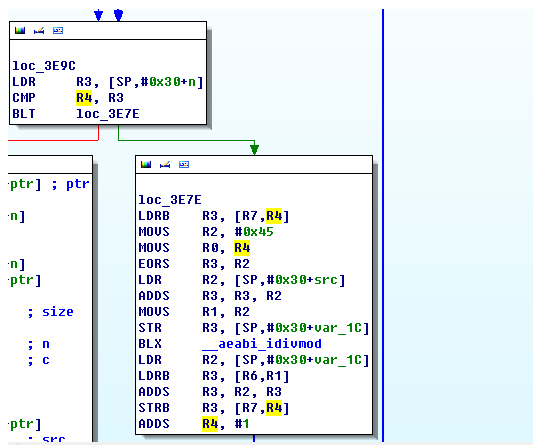 loc_3E9C
LDR R3, [SP,#0x30+n]
CMP R4, R3
BLT loc_3E7E
ptr] ; ptr
n]
n]
ptr]
; size
; n
; c
ptr]
; src
loc_3E7E
LDRB R3, [R7,R4]
MOVS R2, #0x45
MOVS R0, R4
EORS R3, R2
LDR R2, [SP,#0x30+src]
ADDS R3, R3, R2
MOVS R1, R2
STR R3, [SP,#0x30+var_1C]
BLX __aeabi_idivmod
LDR R2, [SP,#0x30+var_1C]
LDRB R3, [R6,R1]
ADDS R3, R2, R3
STRB R3, [R7,R4]
ADDS R4, #1